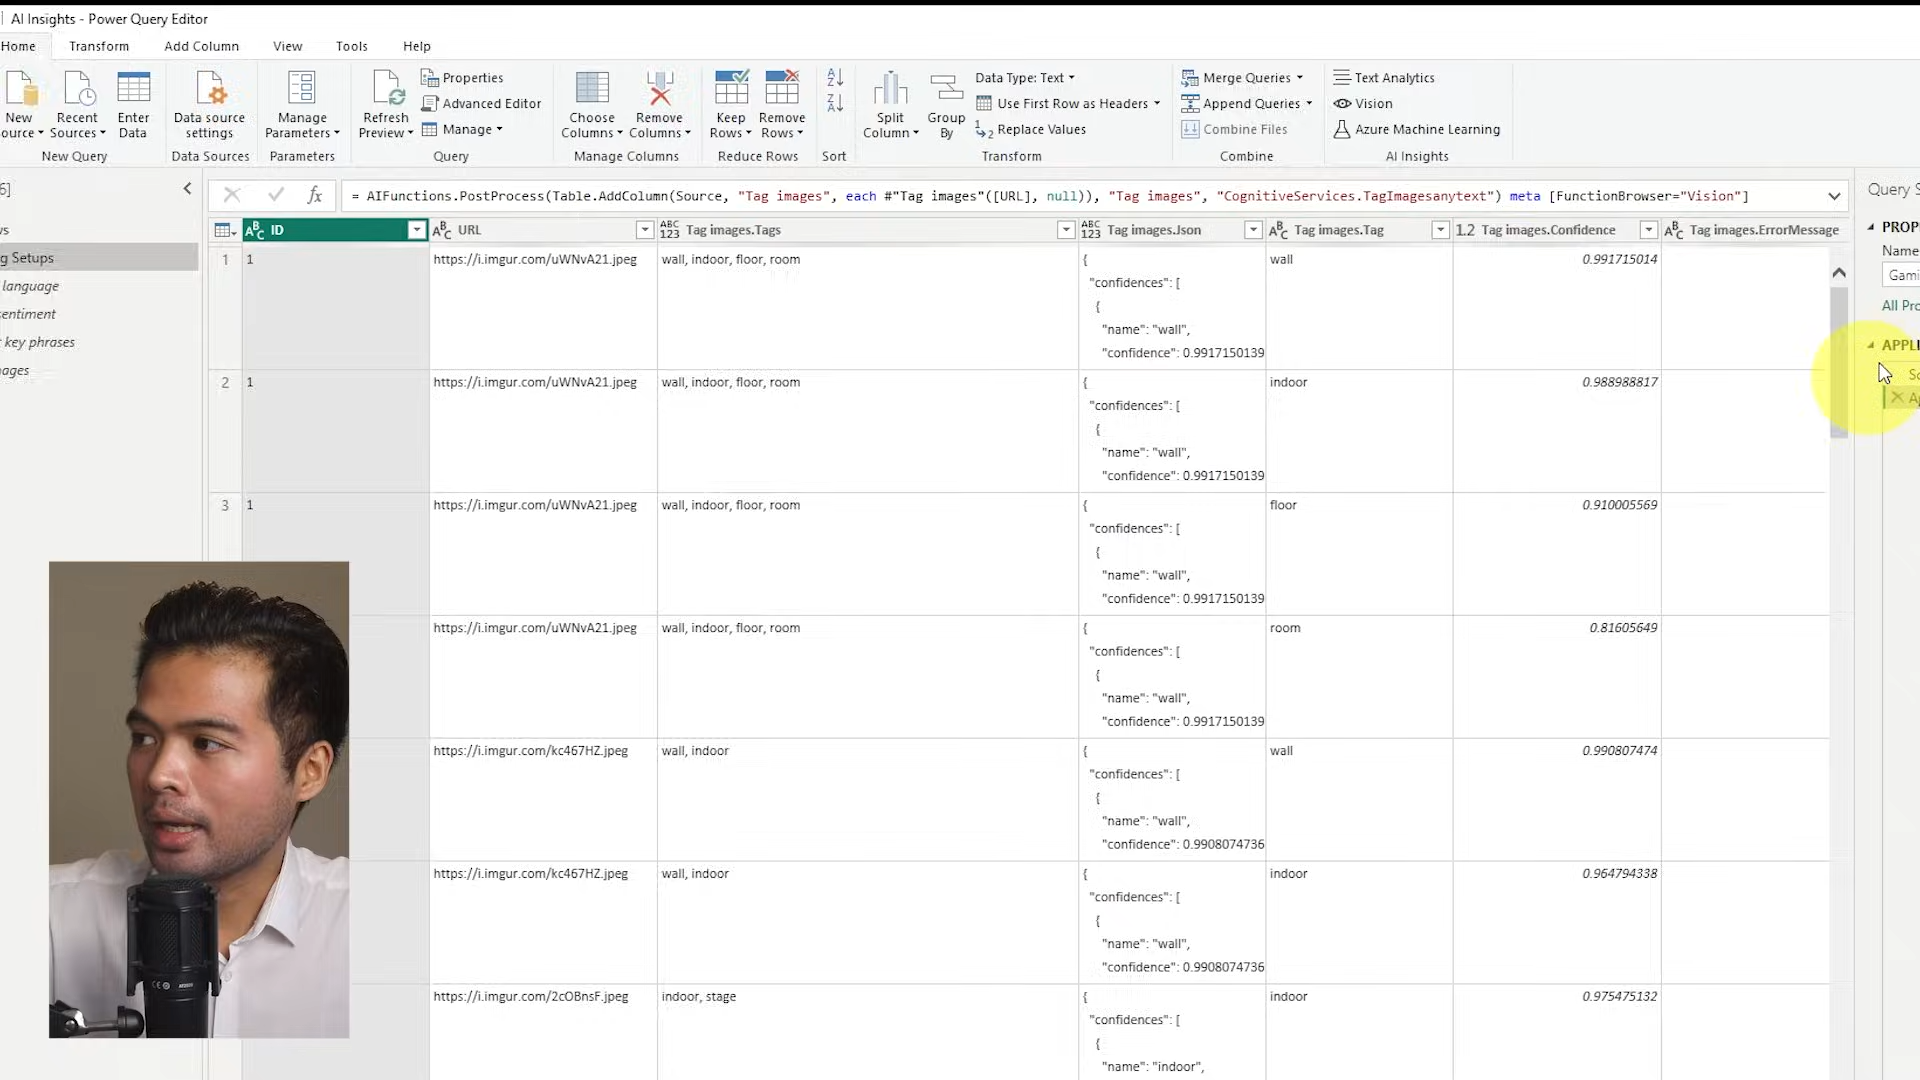 AI Insights - Power Query Editor
Home Transform Add Column View Tools Help
New Source Recent Sources Enter Data New Query
Data source settings Data Sources
Manage Parameters Parameters
Refresh Preview Properties Advanced Editor Manage Query
Choose Columns Remove Columns Manage Columns
Keep Rows Remove Rows Reduce Rows
Sort
Split Column Group By Data Type: Text Use First Row as Headers Replace Values Transform
Merge Queries Append Queries Combine Files Combine
Text Analytics Vision Azure Machine Learning AI Insights
6]
g Setups
language
sentiment
key phrases
ages
= AIFunctions.PostProcess(Table.AddColumn(Source, "Tag images", each #"Tag images"([URL], null)), "Tag images", "CognitiveServices.TagImagesanytext") meta [FunctionBrowser="Vision"]
ID URL Tag images.Tags Tag images.Json Tag images.Tag 1.2 Tag images.Confidence Tag images.ErrorMessage
1 1 https://i.imgur.com/uWNvA21.jpeg wall, indoor, floor, room { wall 0.991715014
"confidences": [
{
"name": "wall",
"confidence": 0.9917150139
2 1 https://i.imgur.com/uWNvA21.jpeg wall, indoor, floor, room { indoor 0.988988817
"confidences": [
{
"name": "wall",
"confidence": 0.9917150139
3 1 https://i.imgur.com/uWNvA21.jpeg wall, indoor, floor, room { floor 0.910005569
"confidences": [
{
"name": "wall",
"confidence": 0.9917150139
https://i.imgur.com/uWNvA21.jpeg wall, indoor, floor, room { room 0.81605649
"confidences": [
{
"name": "wall",
"confidence": 0.9917150139
https://i.imgur.com/kc467HZ.jpeg wall, indoor { wall 0.990807474
"confidences": [
{
"name": "wall",
"confidence": 0.9908074736
https://i.imgur.com/kc467HZ.jpeg wall, indoor { indoor 0.964794338
"confidences": [
{
"name": "wall",
"confidence": 0.9908074736
https://i.imgur.com/2cOBnsF.jpeg indoor, stage { indoor 0.975475132
"confidences": [
{
"name": "indoor",
Query S
PROP
Name
Gami
All Pro
APPLI
So
Ap